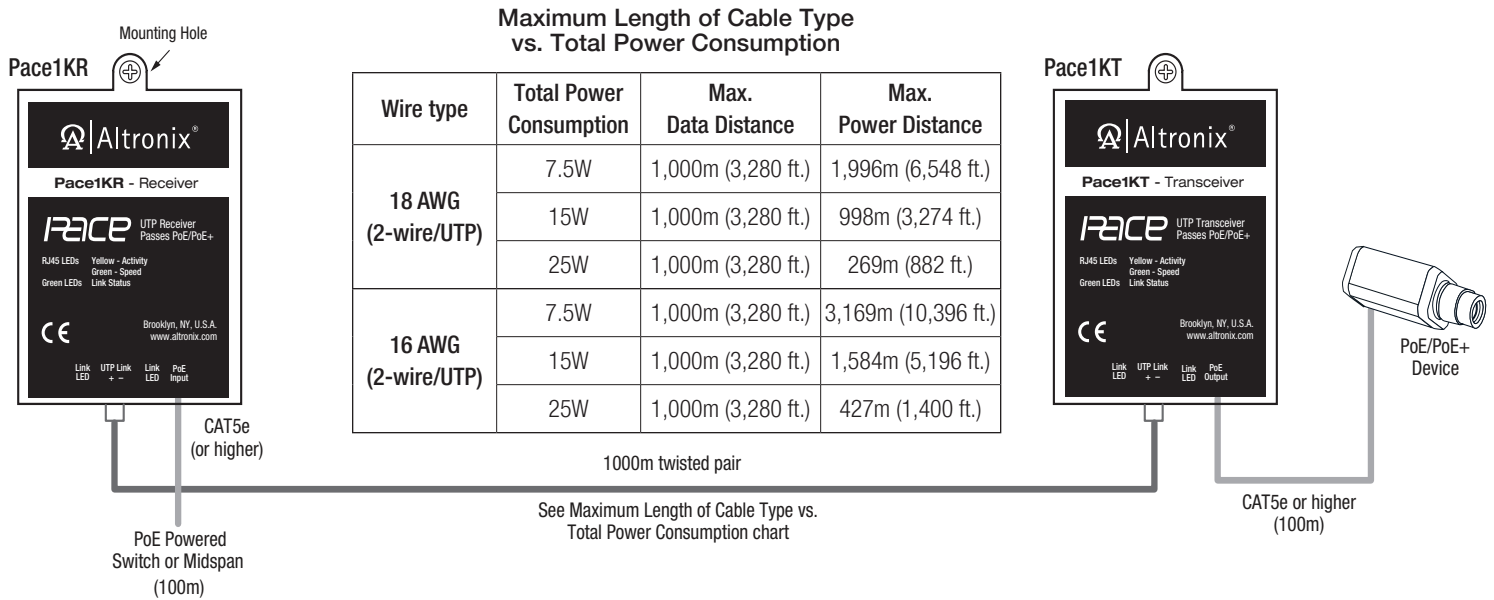 Maximum Length of Cable Type
vs. Total Power Consumption
Mounting Hole
Pace1KR
Altronix®
Pace1KR - Receiver
PACE
UTP Receiver
Passes PoE/PoE+
RJ45 LEDs Yellow - Activity
Green - Speed
Green LEDs Link Status
CE
Brooklyn, NY, U.S.A.
www.altronix.com
Link LED
UTP Link + –
Link LED
PoE Input
CAT5e
(or higher)
PoE Powered
Switch or Midspan
(100m)
Wire type Total Power Consumption Max. Data Distance Max. Power Distance
18 AWG
(2-wire/UTP)
7.5W 1,000m (3,280 ft.) 1,996m (6,548 ft.)
15W 1,000m (3,280 ft.) 998m (3,274 ft.)
25W 1,000m (3,280 ft.) 269m (882 ft.)
16 AWG
(2-wire/UTP)
7.5W 1,000m (3,280 ft.) 3,169m (10,396 ft.)
15W 1,000m (3,280 ft.) 1,584m (5,196 ft.)
25W 1,000m (3,280 ft.) 427m (1,400 ft.)
1000m twisted pair
See Maximum Length of Cable Type vs.
Total Power Consumption chart
Pace1KT
Altronix®
Pace1KT - Transceiver
PACE
UTP Transceiver
Passes PoE/PoE+
RJ45 LEDs Yellow - Activity
Green - Speed
Green LEDs Link Status
CE
Brooklyn, NY, U.S.A.
www.altronix.com
Link LED
UTP Link + –
Link LED
PoE Output
PoE/PoE+
Device
CAT5e or higher
(100m)